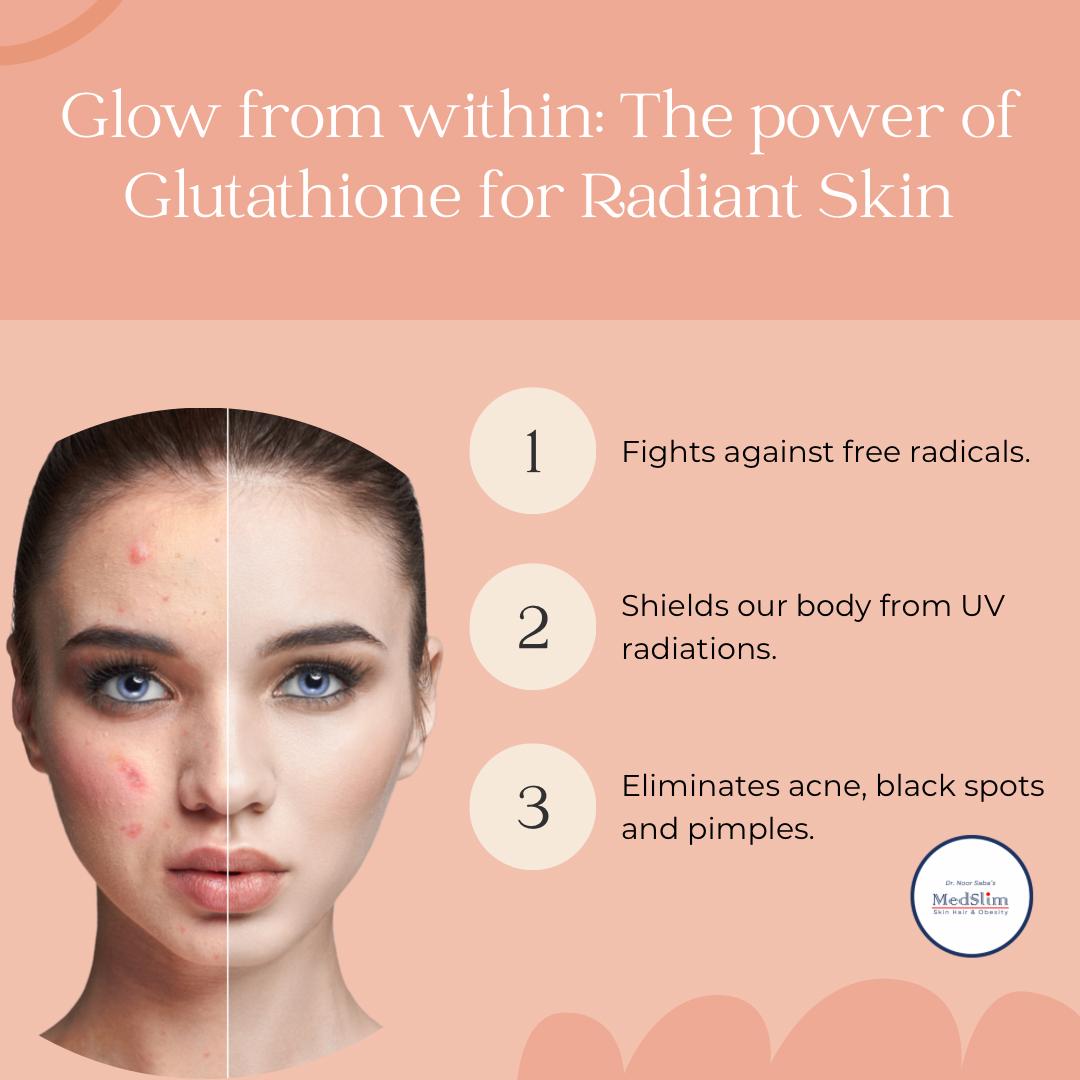 Glow from within: The power of
Glutathione for Radiant Skin
1
Fights against free radicals.
2
Shields our body from UV
radiations.
3
Eliminates acne, black spots
and pimples.
Dr. Noor Saba's
MedSlim
Skin Hair & Obesity